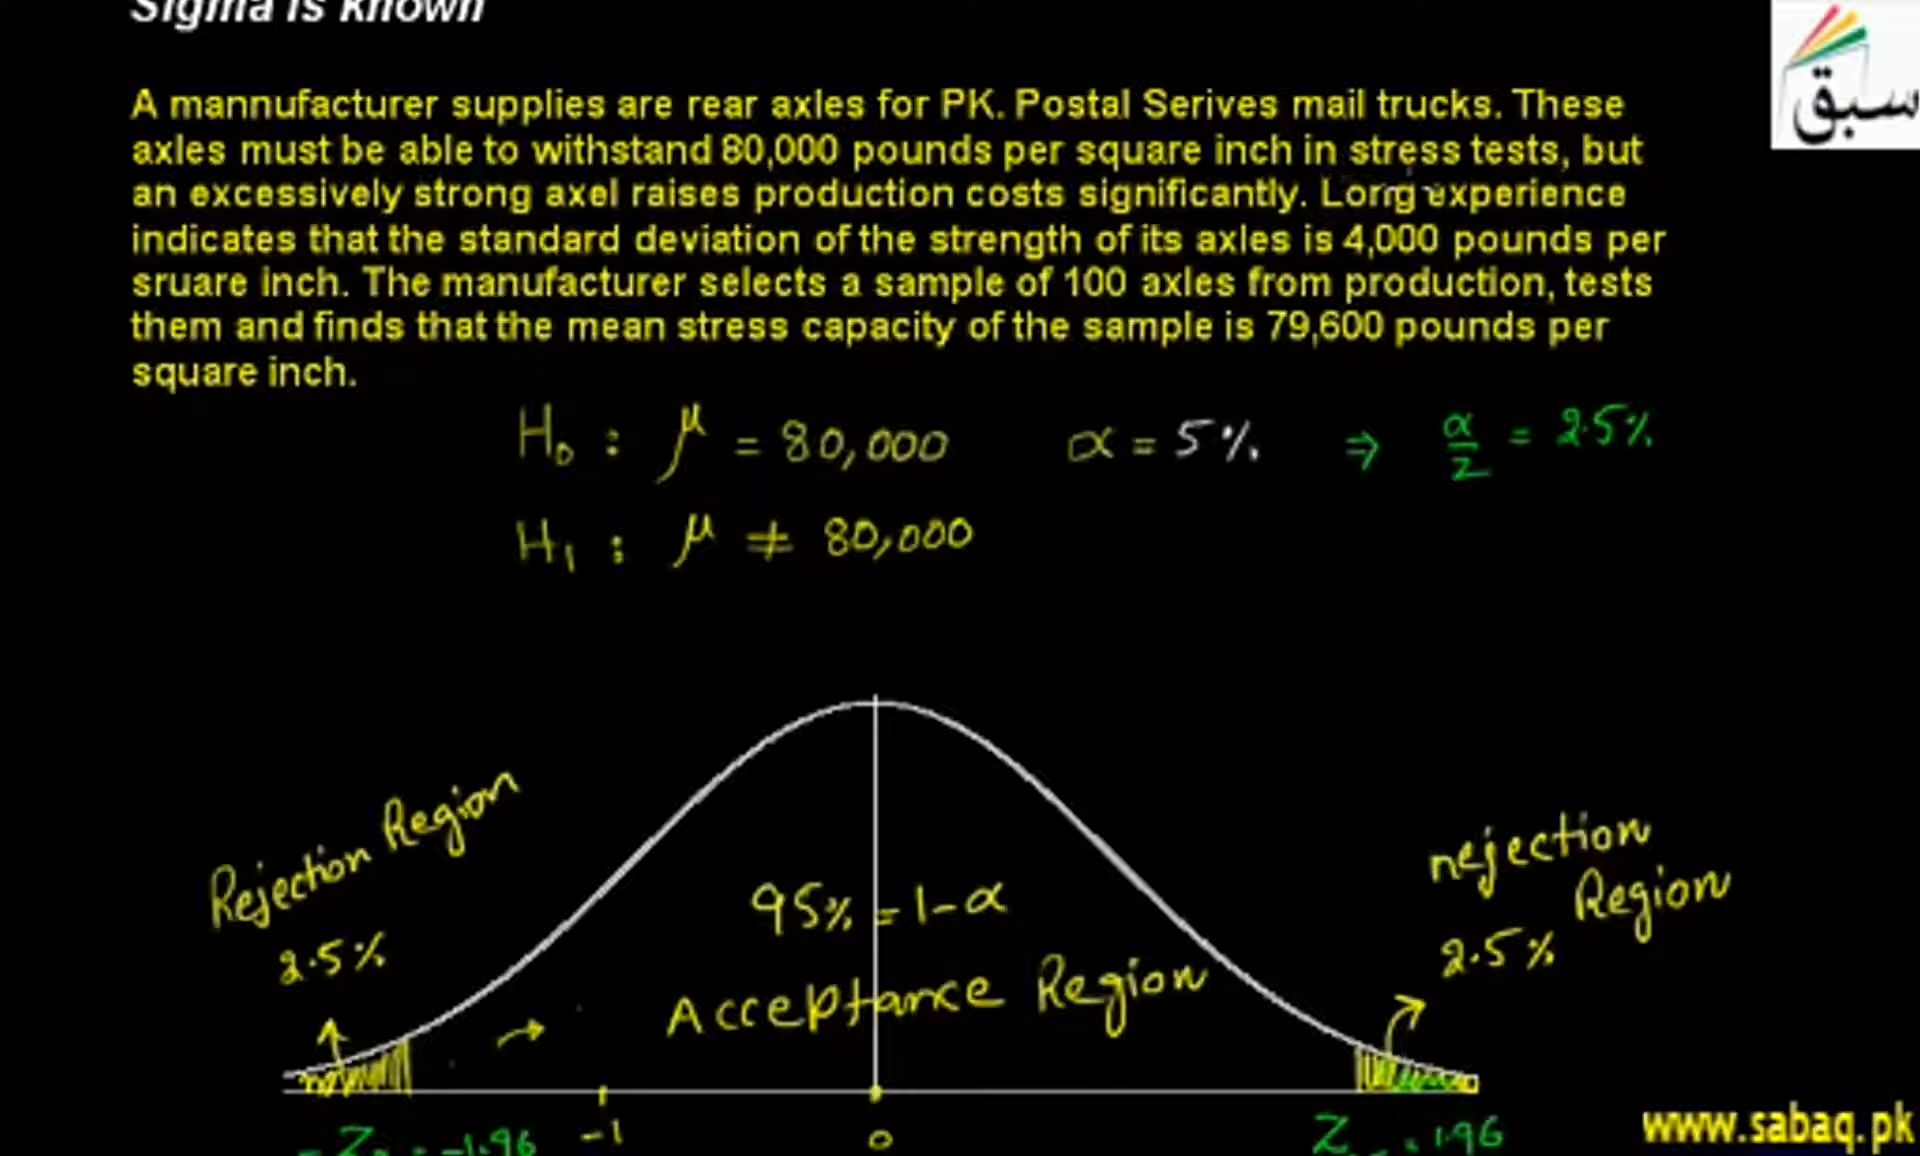 Sigma is known
سبق
A mannufacturer supplies are rear axles for PK. Postal Serives mail trucks. These
axles must be able to withstand 80,000 pounds per square inch in stress tests, but
an excessively strong axel raises production costs significantly. Long experience
indicates that the standard deviation of the strength of its axles is 4,000 pounds per
sruare inch. The manufacturer selects a sample of 100 axles from production, tests
them and finds that the mean stress capacity of the sample is 79,600 pounds per
square inch.
H₀ : μ = 80,000 α = 5% ⇒ α/2 = 2.5%
H₁ : μ ≠ 80,000
Rejection Region
2.5%
rejection
Region
2.5%
95% = 1-α
Acceptance Region
-Z = -1.96 -1 0 Z = 1.96
www.sabaq.pk